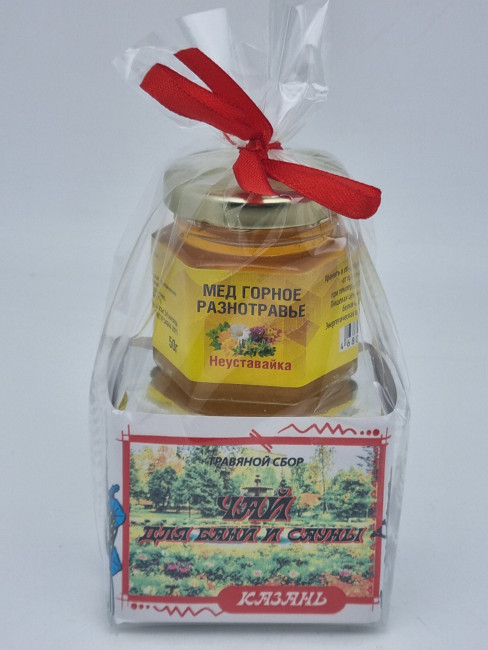 МЕД ГОРНОЕ
РАЗНОТРАВЬЕ
Неуставайка
50г
ТРАВЯНОЙ СБОР
ЧАЙ
ДЛЯ БАНИ И САУНЫ
КАЗАНЬ